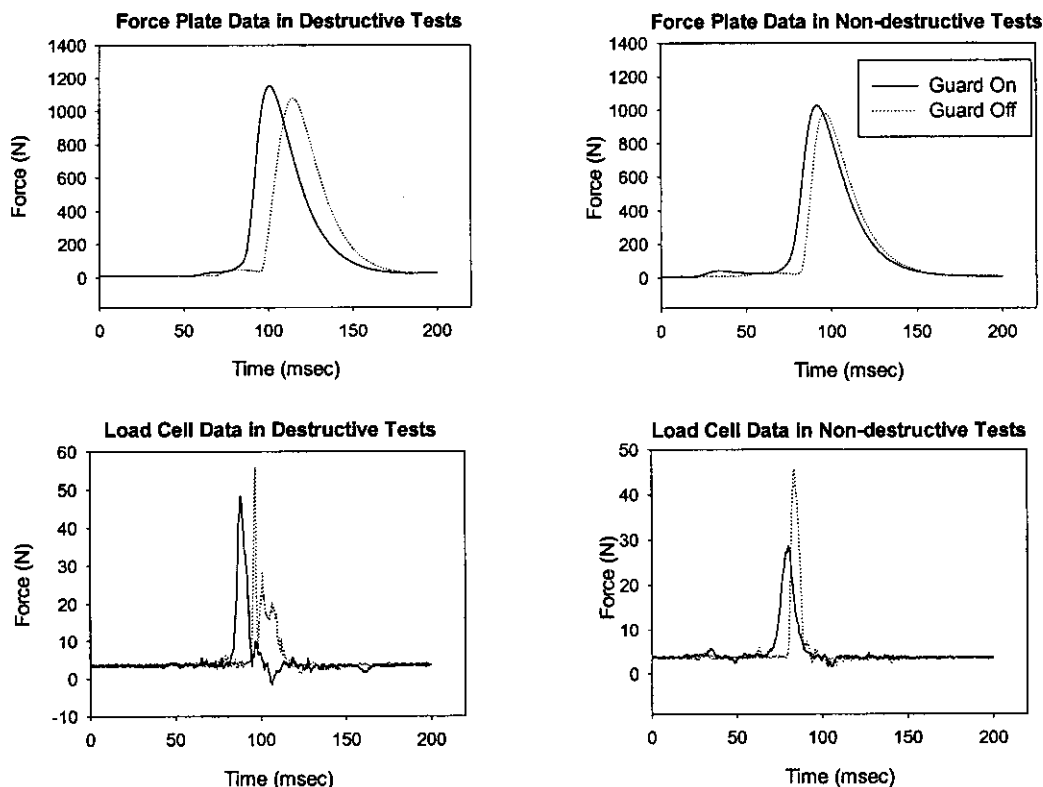 Force Plate Data in Destructive Tests
1400
1200
1000
800
600
400
200
0
Force (N)
0 50 100 150 200
Time (msec)
Force Plate Data in Non-destructive Tests
1400
1200
1000
800
600
400
200
0
Force (N)
Guard On
Guard Off
0 50 100 150 200
Time (msec)
Load Cell Data in Destructive Tests
60
50
40
30
20
10
0
-10
Force (N)
0 50 100 150 200
Time (msec)
Load Cell Data in Non-destructive Tests
50
40
30
20
10
0
Force (N)
0 50 100 150 200
Time (msec)